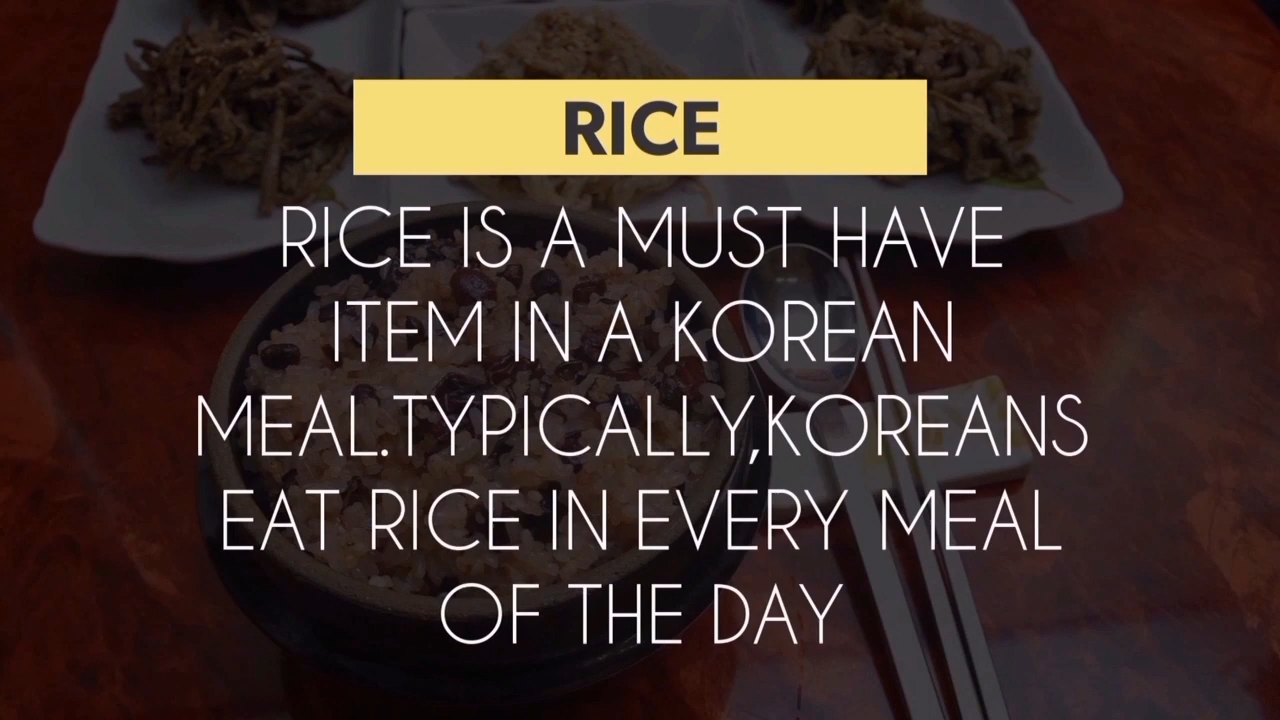 RICE
RICE IS A MUST HAVE
ITEM IN A KOREAN
MEAL.TYPICALLY,KOREANS
EAT RICE IN EVERY MEAL
OF THE DAY